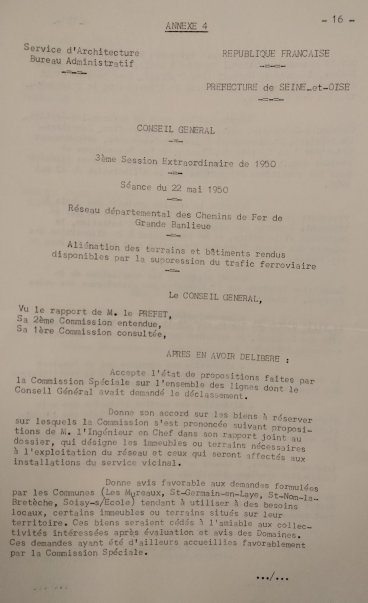 - 16 -
ANNEXE 4
Service d'Architecture
Bureau Administratif
REPUBLIQUE FRANCAISE
PREFECTURE de SEINE-et-OISE
CONSEIL GENERAL
3ème Session Extraordinaire de 1950
Séance du 22 mai 1950
Réseau départemental des Chemins de Fer de
Grande Banlieue
Aliénation des terrains et bâtiments rendus
disponibles par la suppression du trafic ferroviaire
Le CONSEIL GENERAL,
Vu le rapport de M. le PREFET,
Sa 2ème Commission entendue,
Sa 1ère Commission consultée,
APRES EN AVOIR DELIBERE :
Accepte l'état de propositions faites par
la Commission Spéciale sur l'ensemble des lignes dont le
Conseil Général avait demandé le déclassement.
Donne son accord sur les biens à réserver
sur lesquels la Commission s'est prononcée suivant proposi-
tions de M. l'Ingénieur en Chef dans son rapport joint au
dossier, qui désigne les immeubles ou terrains nécessaires
à l'exploitation du réseau et ceux qui seront affectés aux
installations du service vicinal.
Donne avis favorable aux demandes formulées
par les Communes (Les Mureaux, St-Germain-en-Laye, St-Nom-la-
Bretèche, Soisy-s/Ecole) tendant à utiliser à des besoins
locaux, certains immeubles ou terrains situés sur leur
territoire. Ces biens seraient cédés à l'amiable aux collec-
tivités intéressées après évaluation et avis des Domaines.
Ces demandes ayant été d'ailleurs accueillies favorablement
par la Commission Spéciale.
.../...